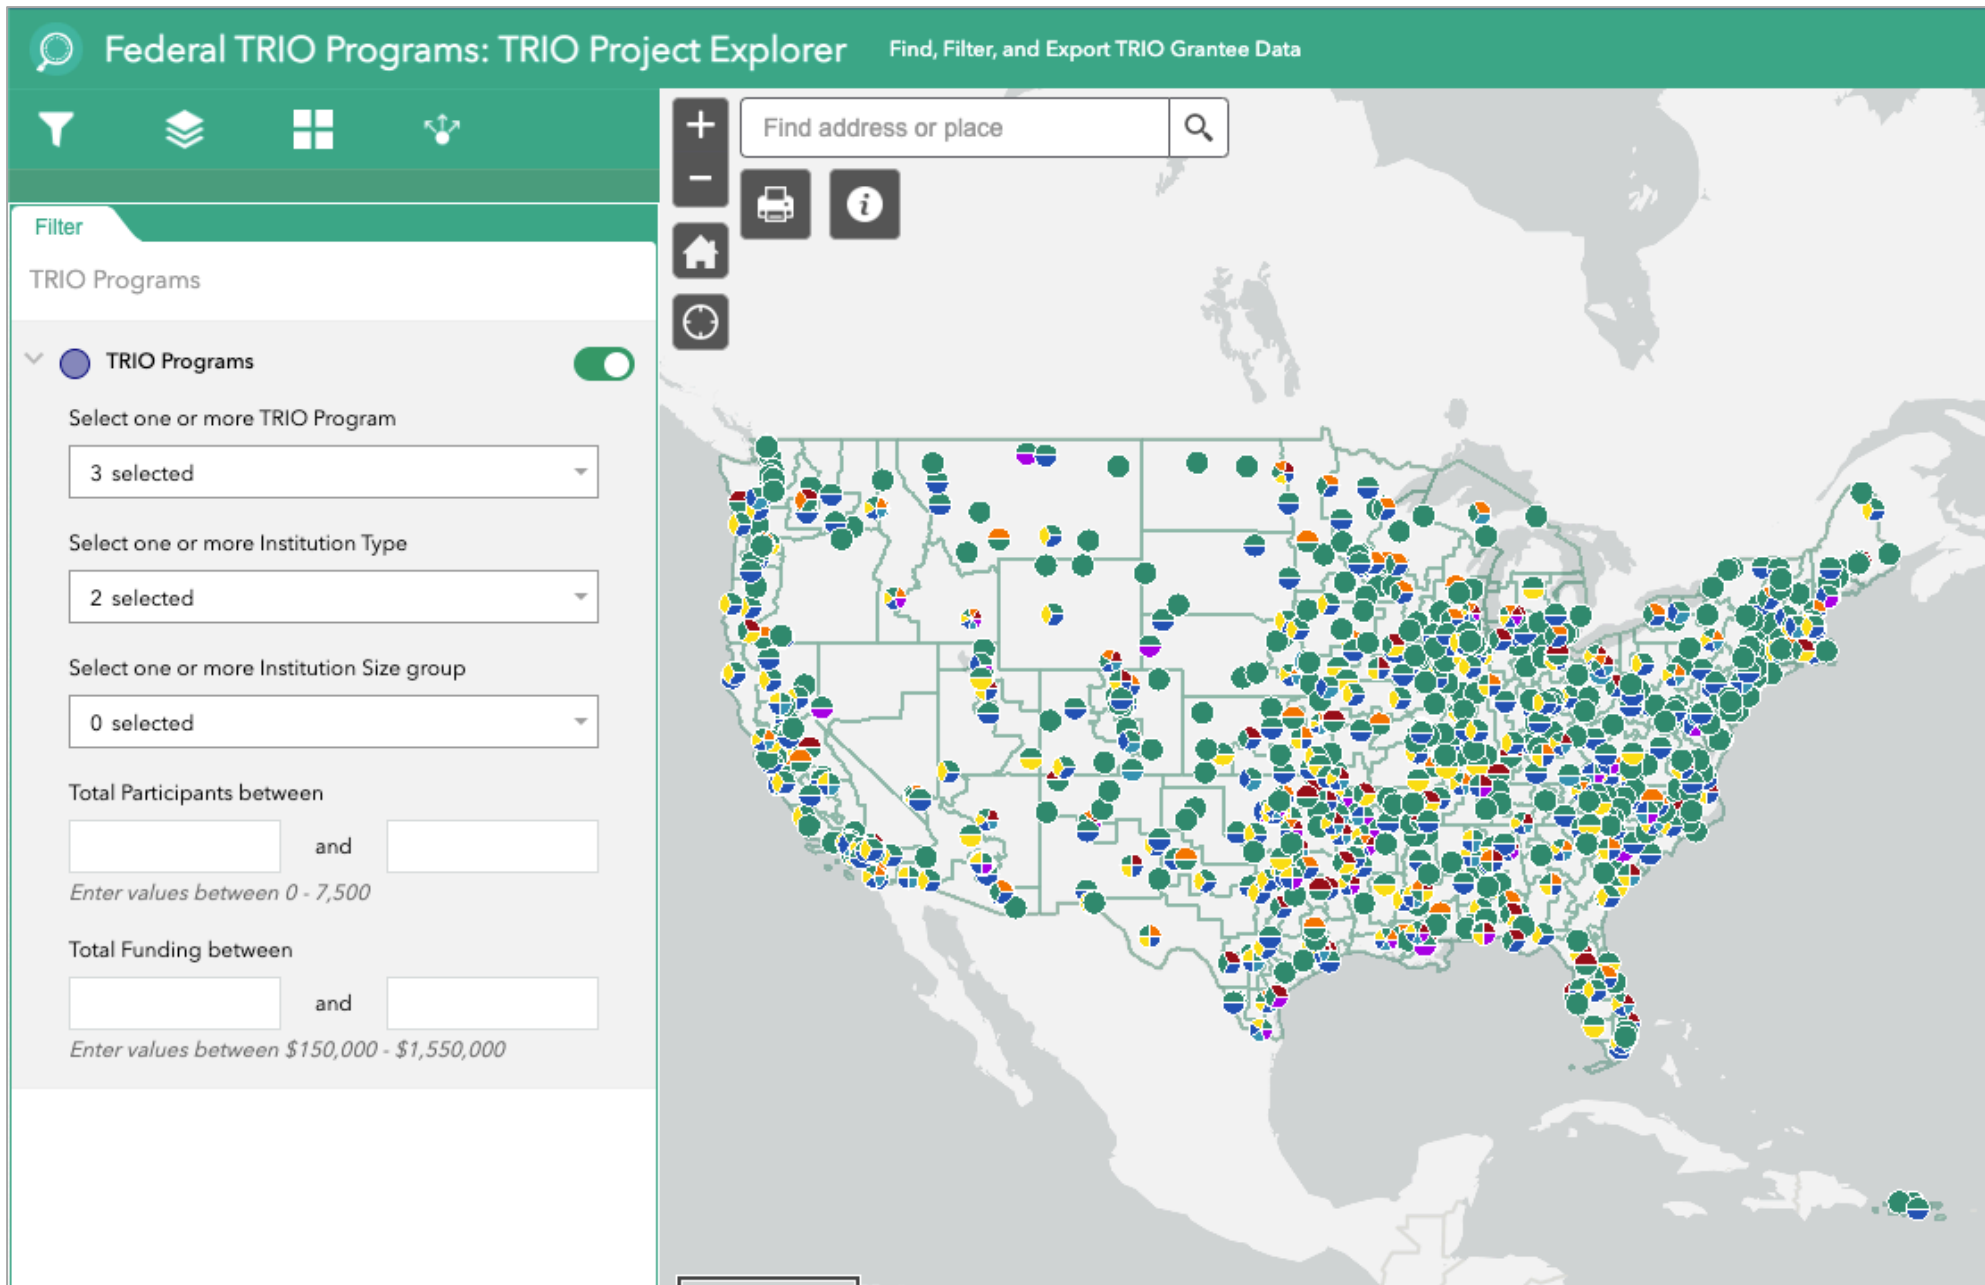 Federal TRIO Programs: TRIO Project Explorer
Find, Filter, and Export TRIO Grantee Data
Find address or place
Filter
TRIO Programs
TRIO Programs
Select one or more TRIO Program
3 selected
Select one or more Institution Type
2 selected
Select one or more Institution Size group
0 selected
Total Participants between
and
Enter values between 0 - 7,500
Total Funding between
and
Enter values between $150,000 - $1,550,000